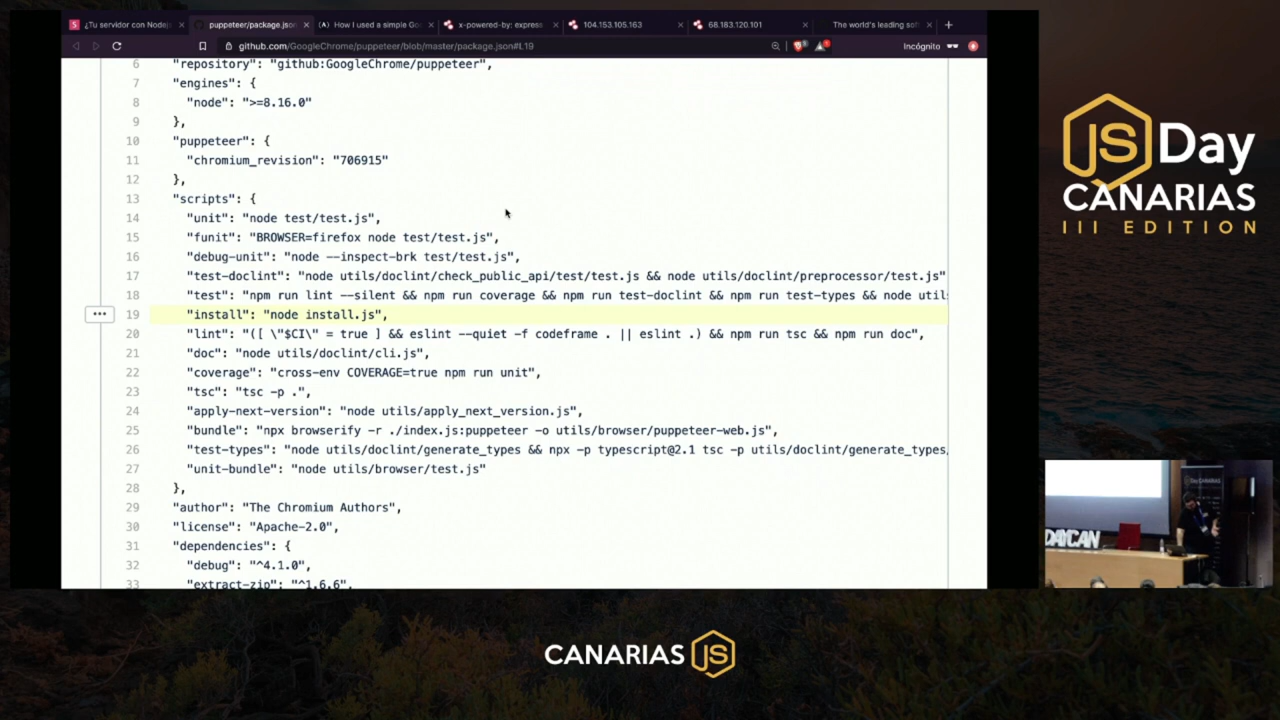 ¿Tu servidor con Nodejs
puppeteer/package.json
How I used a simple Goo
x-powered-by: express
104.153.105.163
68.183.120.101
The world's leading sof
github.com/GoogleChrome/puppeteer/blob/master/package.json#L19
Incógnito
6 "repository": "github:GoogleChrome/puppeteer",
7 "engines": {
8 "node": ">=8.16.0"
9 },
10 "puppeteer": {
11 "chromium_revision": "706915"
12 },
13 "scripts": {
14 "unit": "node test/test.js",
15 "funit": "BROWSER=firefox node test/test.js",
16 "debug-unit": "node --inspect-brk test/test.js",
17 "test-doclint": "node utils/doclint/check_public_api/test/test.js && node utils/doclint/preprocessor/test.js"
18 "test": "npm run lint --silent && npm run coverage && npm run test-doclint && npm run test-types && node utils
19 "install": "node install.js",
20 "lint": "([ \"$CI\" = true ] && eslint --quiet -f codeframe . || eslint .) && npm run tsc && npm run doc",
21 "doc": "node utils/doclint/cli.js",
22 "coverage": "cross-env COVERAGE=true npm run unit",
23 "tsc": "tsc -p .",
24 "apply-next-version": "node utils/apply_next_version.js",
25 "bundle": "npx browserify -r ./index.js:puppeteer -o utils/browser/puppeteer-web.js",
26 "test-types": "node utils/doclint/generate_types && npx -p typescript@2.1 tsc -p utils/doclint/generate_types/
27 "unit-bundle": "node utils/browser/test.js"
28 },
29 "author": "The Chromium Authors",
30 "license": "Apache-2.0",
31 "dependencies": {
32 "debug": "^4.1.0",
33 "extract-zip": "^1.6.6",
JS Day
CANARIAS
III EDITION
DAYCAN
CANARIAS JS